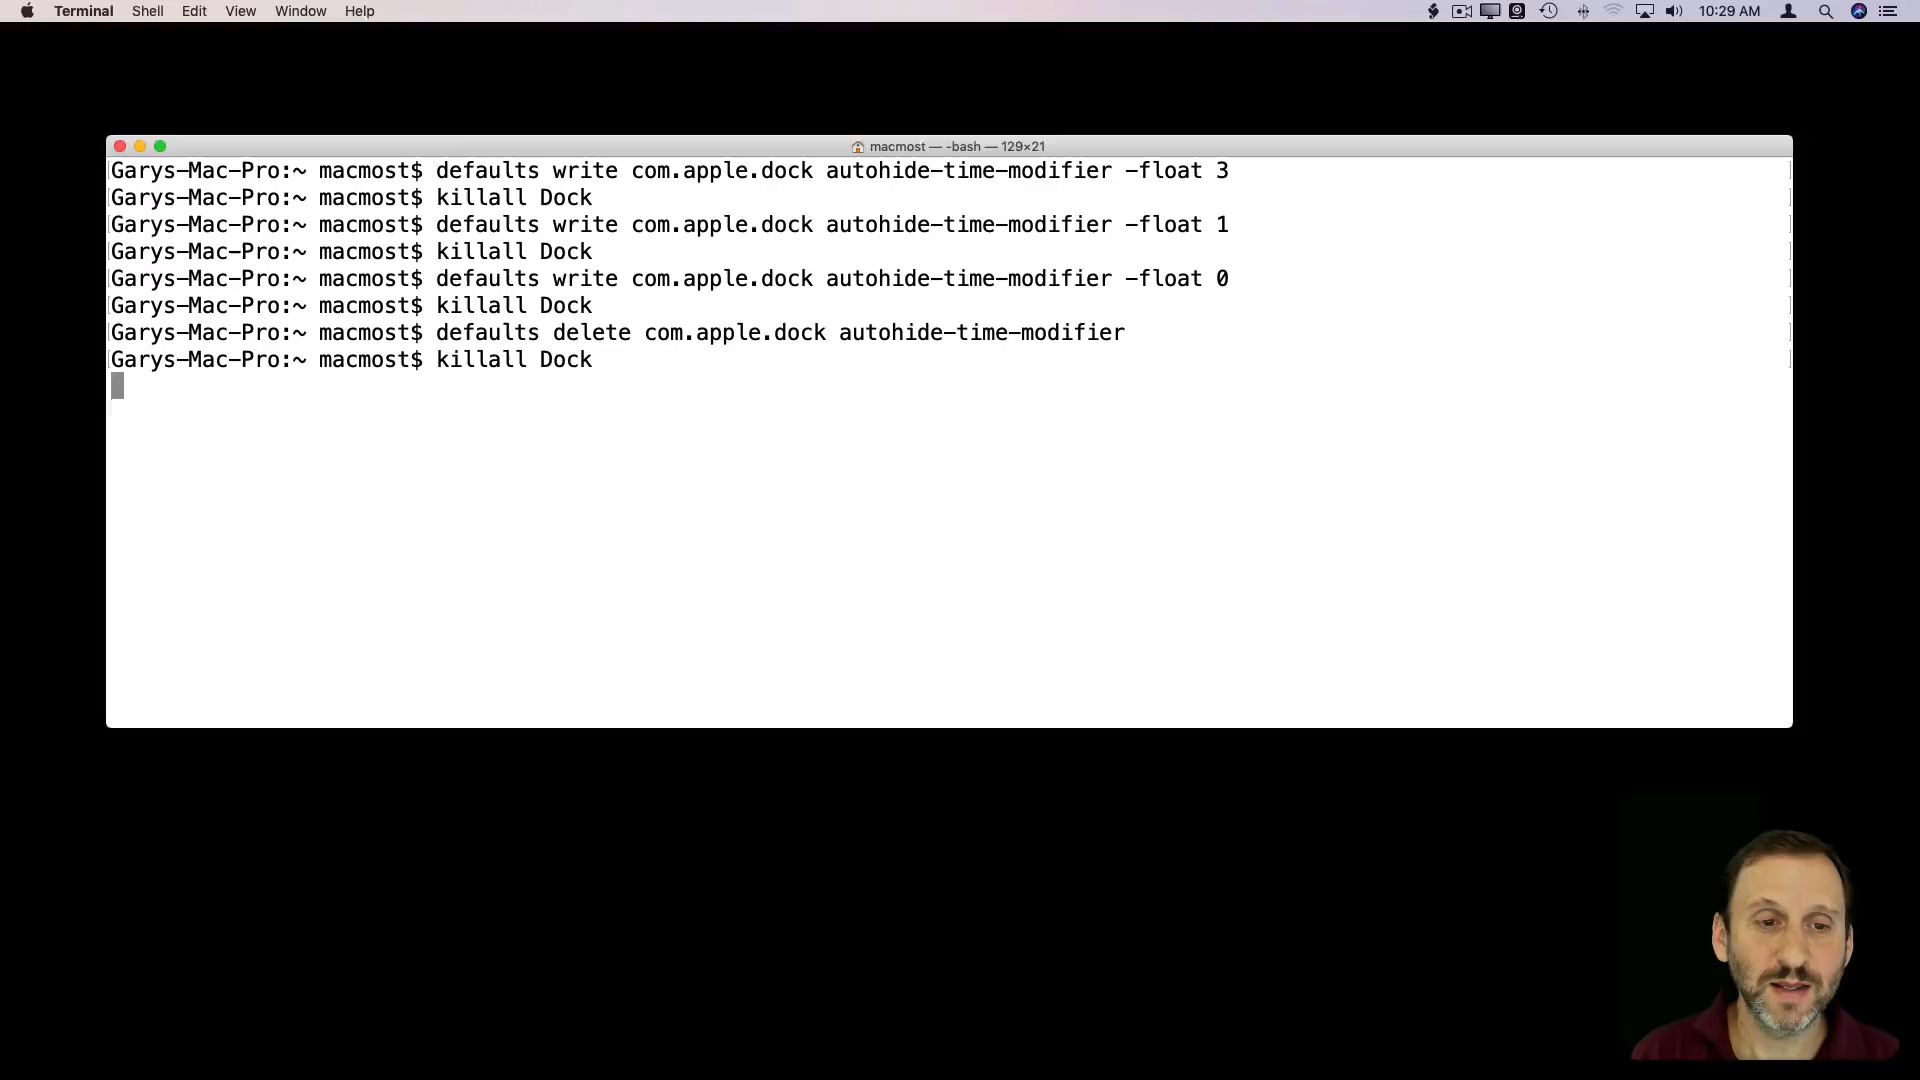 Terminal Shell Edit View Window Help 10:29 AM
macmost — -bash — 129×21
Garys-Mac-Pro:~ macmost$ defaults write com.apple.dock autohide-time-modifier -float 3
Garys-Mac-Pro:~ macmost$ killall Dock
Garys-Mac-Pro:~ macmost$ defaults write com.apple.dock autohide-time-modifier -float 1
Garys-Mac-Pro:~ macmost$ killall Dock
Garys-Mac-Pro:~ macmost$ defaults write com.apple.dock autohide-time-modifier -float 0
Garys-Mac-Pro:~ macmost$ killall Dock
Garys-Mac-Pro:~ macmost$ defaults delete com.apple.dock autohide-time-modifier
Garys-Mac-Pro:~ macmost$ killall Dock